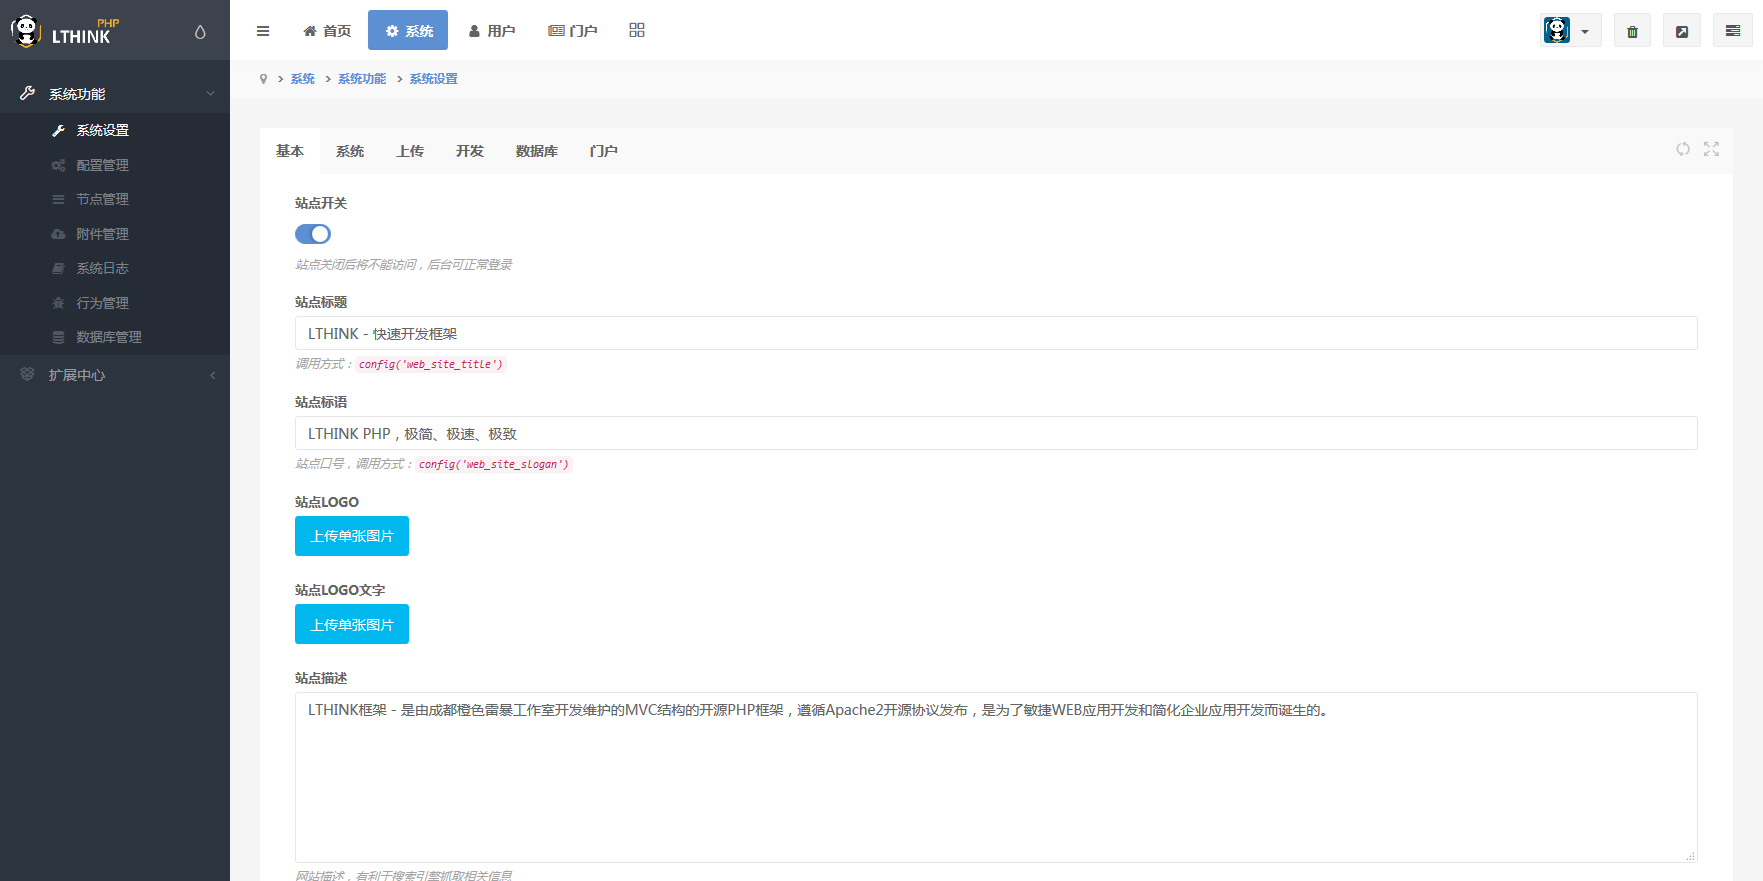 PHP
LTHINK
首页
系统
用户
门户
系统
系统功能
系统设置
系统功能
系统设置
配置管理
节点管理
附件管理
系统日志
行为管理
数据库管理
扩展中心
基本
系统
上传
开发
数据库
门户
站点开关
站点关闭后将不能访问，后台可正常登录
站点标题
LTHINK - 快速开发框架
调用方式：config('web_site_title')
站点标语
LTHINK PHP，极简、极速、极致
站点口号，调用方式：config('web_site_slogan')
站点LOGO
上传单张图片
站点LOGO文字
上传单张图片
站点描述
LTHINK框架 - 是由成都橙色雷暴工作室开发维护的MVC结构的开源PHP框架，遵循Apache2开源协议发布，是为了敏捷WEB应用开发和简化企业应用开发而诞生的。
网站描述，有利于搜索引擎抓取相关信息